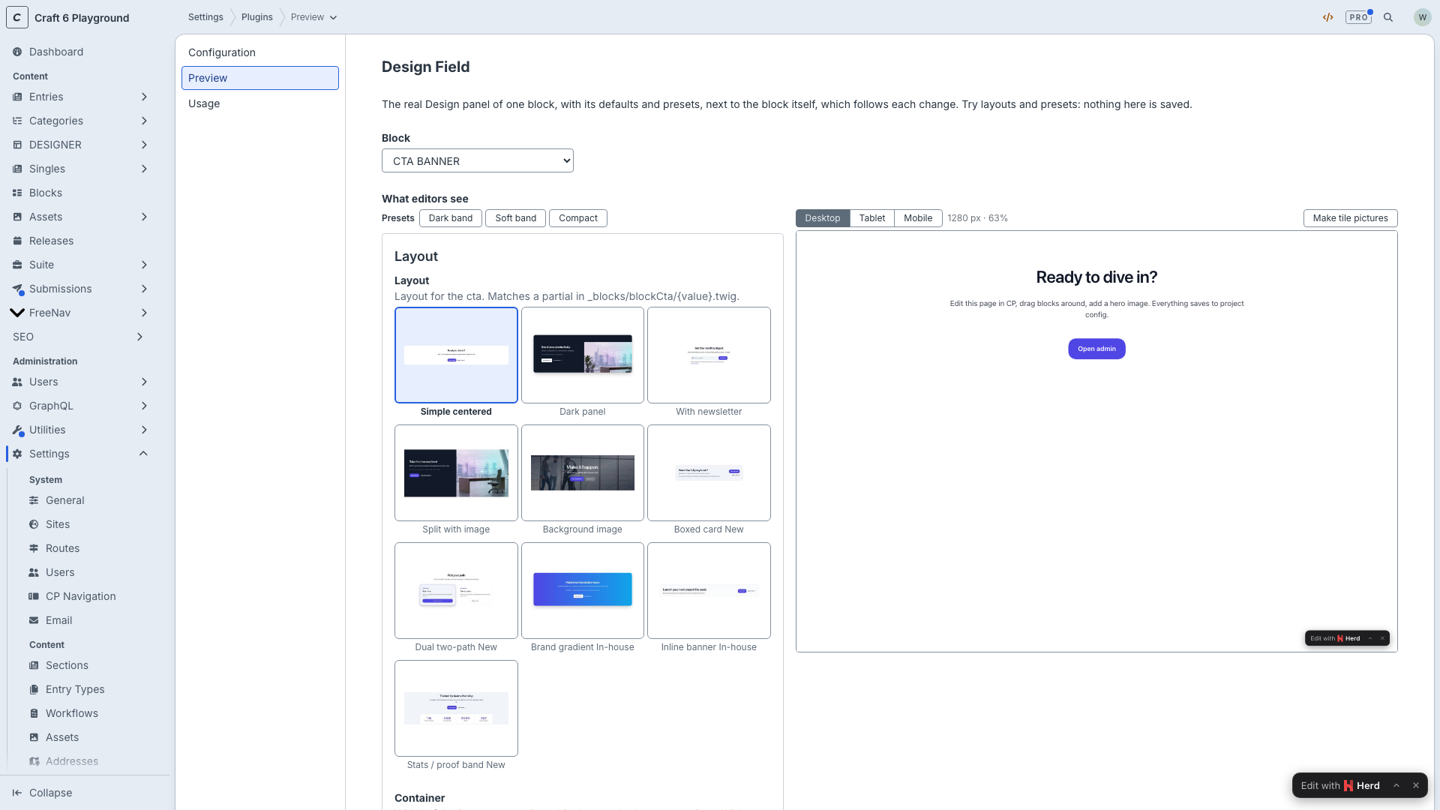 C
Craft 6 Playground
Settings
Plugins
Preview
PRO
W
Dashboard
Content
Entries
Categories
DESIGNER
Singles
Blocks
Assets
Releases
Suite
Submissions
FreeNav
SEO
Administration
Users
GraphQL
Utilities
Settings
System
General
Sites
Routes
Users
CP Navigation
Email
Content
Sections
Entry Types
Workflows
Assets
Addresses
Collapse
Configuration
Preview
Usage
Design Field
The real Design panel of one block, with its defaults and presets, next to the block itself, which follows each change. Try layouts and presets: nothing here is saved.
Block
CTA BANNER
What editors see
Presets
Dark band
Soft band
Compact
Layout
Layout
Layout for the cta. Matches a partial in _blocks/blockCta/{value}.twig.
Simple centered
Dark panel
With newsletter
Split with image
Make it happen.
Background image
Boxed card New
Dual two-path New
Brand gradient In-house
Inline banner In-house
Stats / proof band New
Container
Desktop
Tablet
Mobile
1280 px · 63%
Make tile pictures
Ready to dive in?
Edit this page in CP, drag blocks around, add a hero image. Everything saves to project
config.
Open admin
Edit with Herd
Edit with Herd